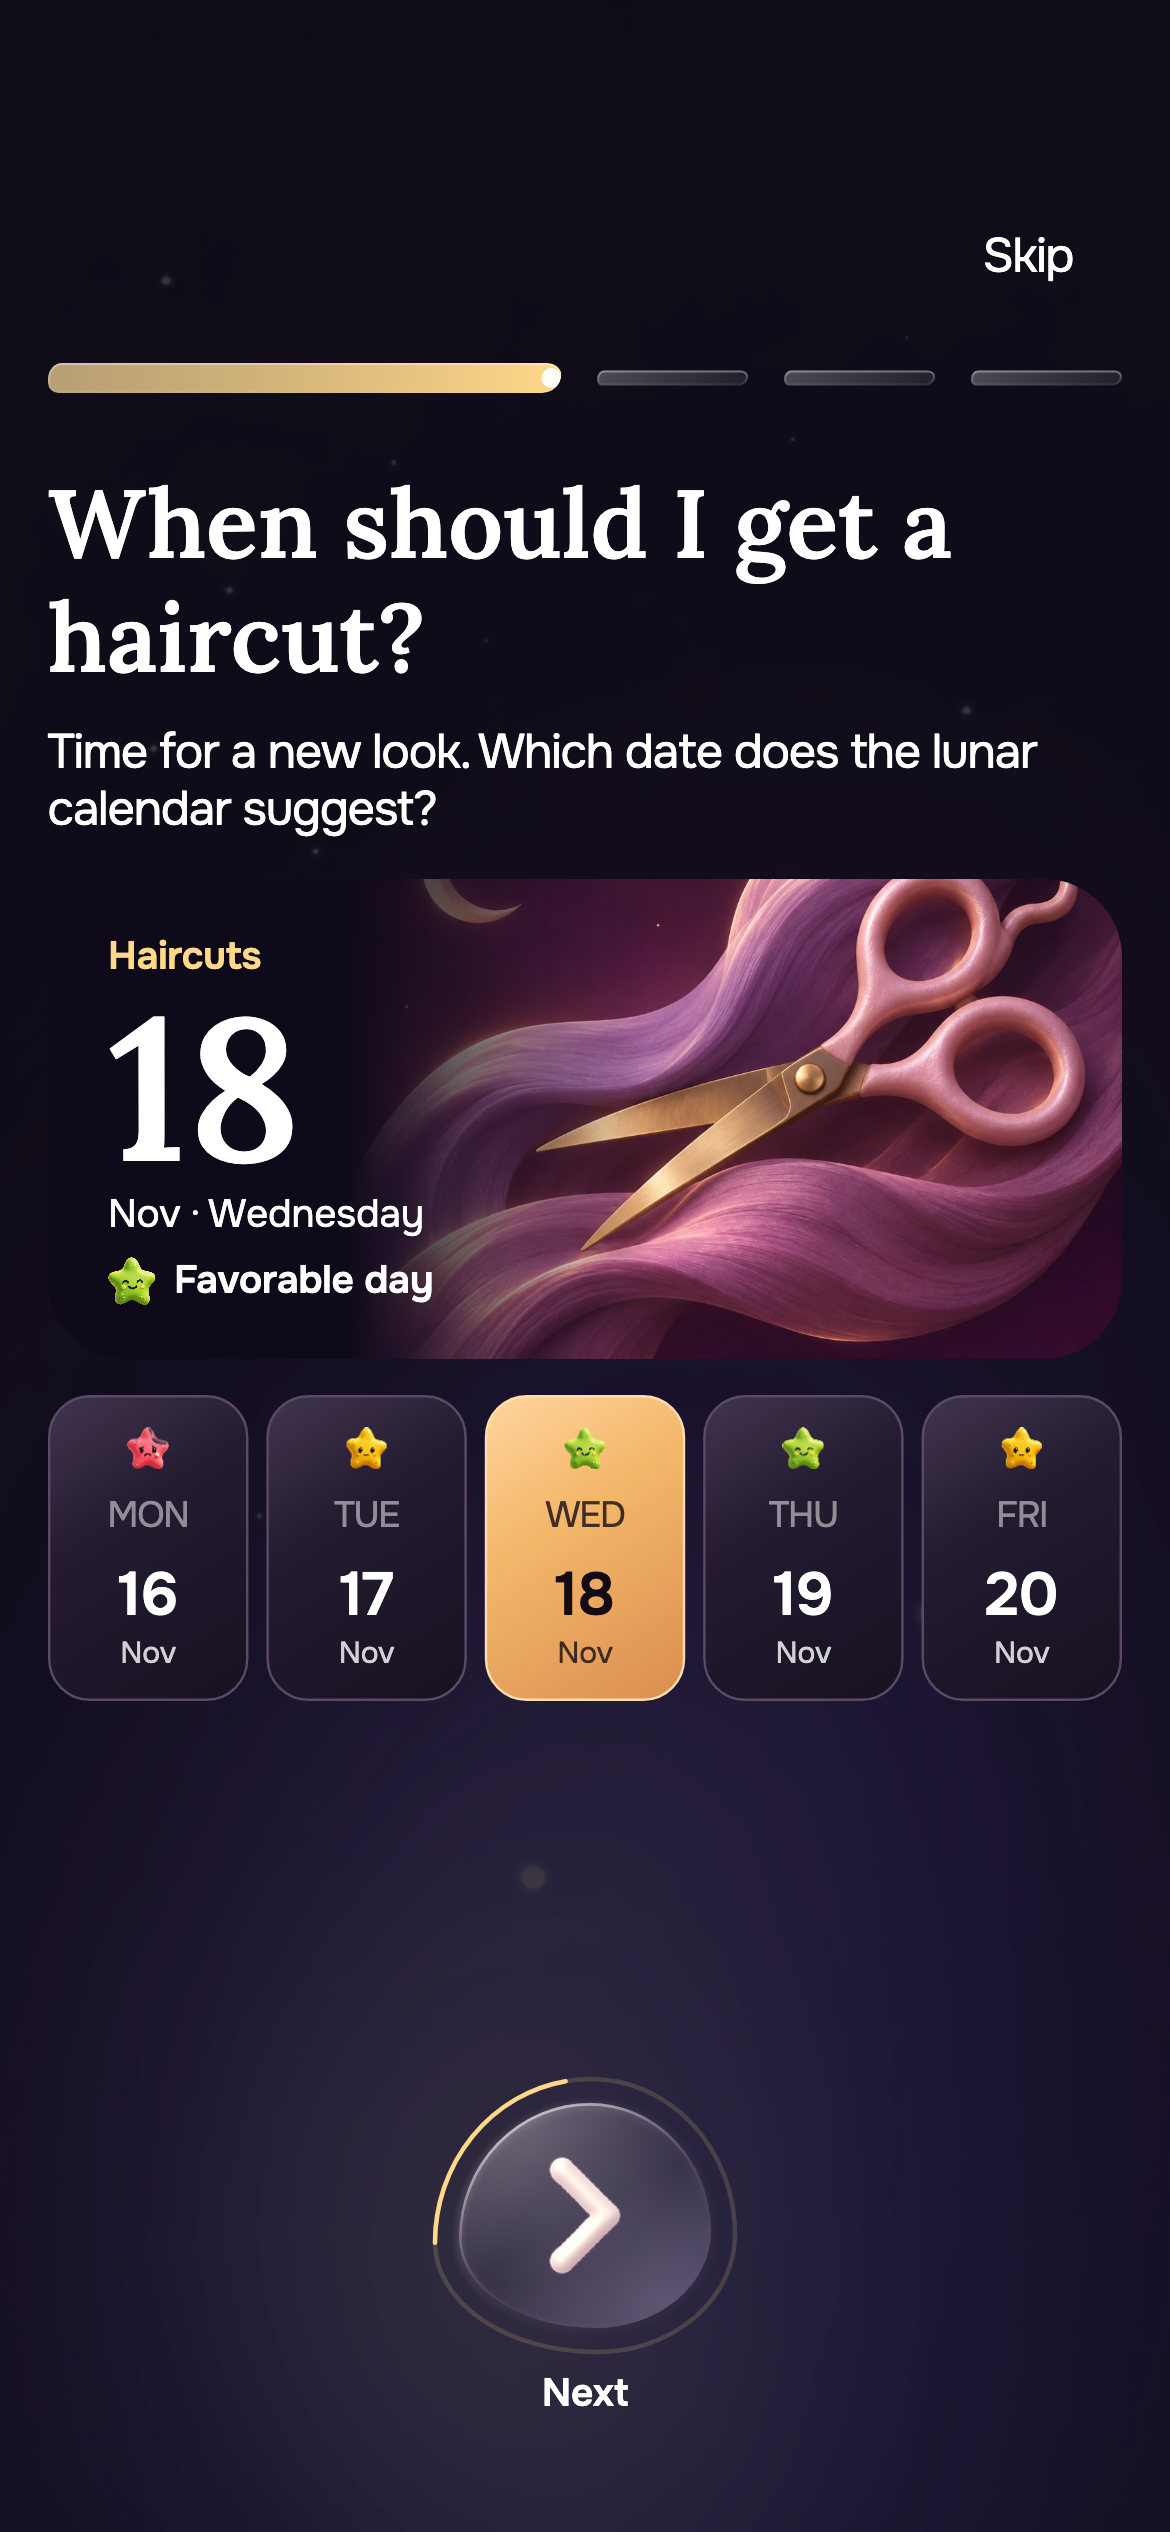 Skip
When should I get a
haircut?
Time for a new look. Which date does the lunar
calendar suggest?
Haircuts
18
Nov · Wednesday
Favorable day
MON
16
Nov
TUE
17
Nov
WED
18
Nov
THU
19
Nov
FRI
20
Nov
Next